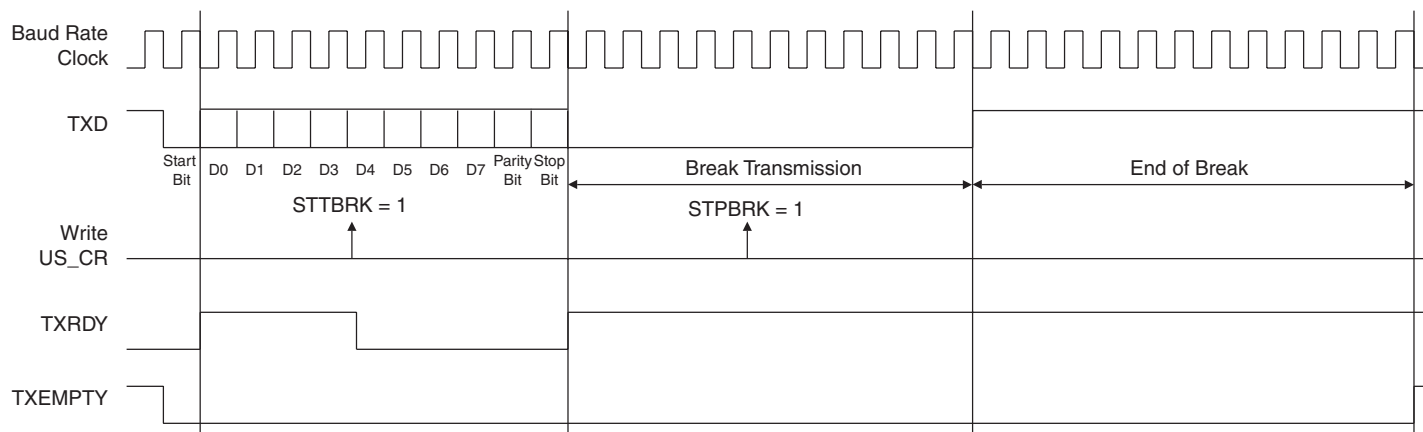 Baud Rate
Clock
TXD
Start
Bit
D0 D1 D2 D3 D4 D5 D6 D7
Parity
Bit
Stop
Bit
Break Transmission
End of Break
STTBRK = 1
STPBRK = 1
Write
US_CR
TXRDY
TXEMPTY